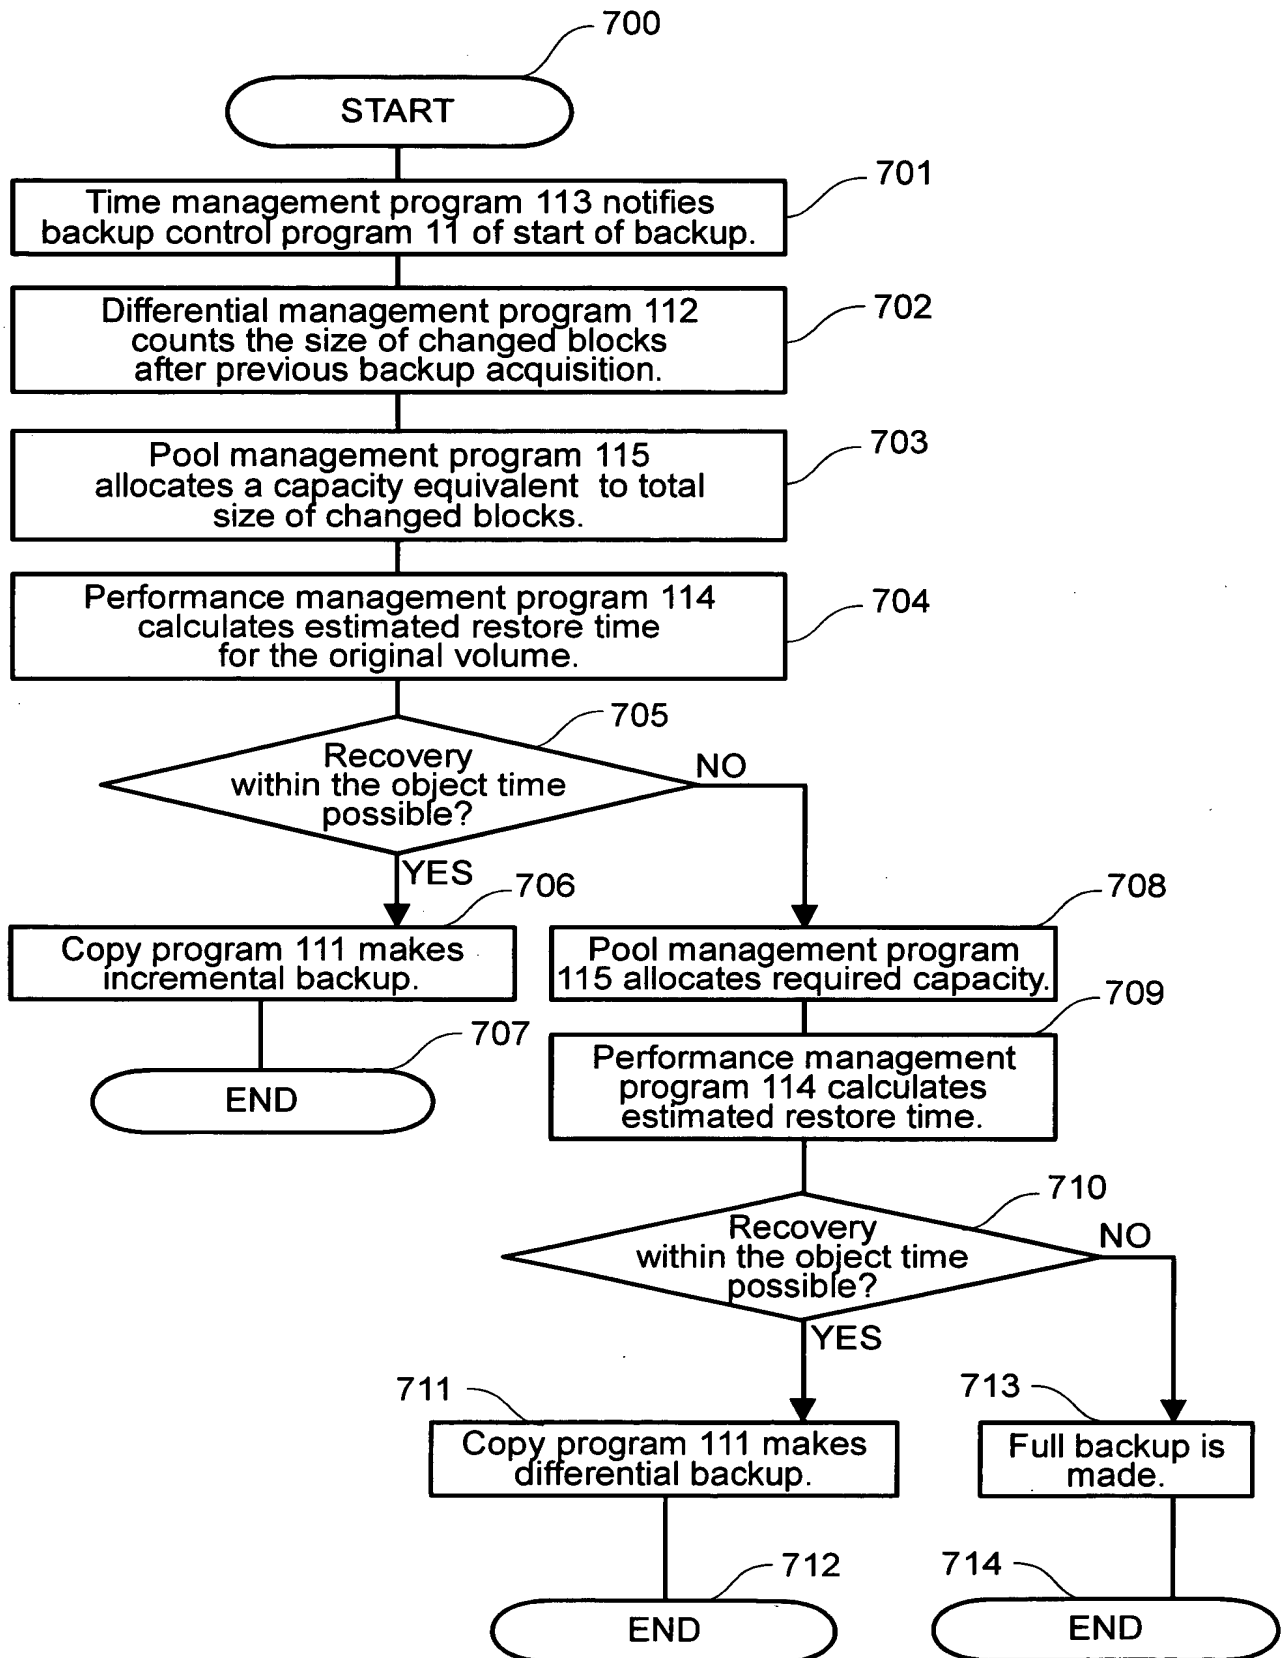 700
START
701
Time management program 113 notifies
backup control program 11 of start of backup.
702
Differential management program 112
counts the size of changed blocks
after previous backup acquisition.
703
Pool management program 115
allocates a capacity equivalent to total
size of changed blocks.
704
Performance management program 114
calculates estimated restore time
for the original volume.
705
Recovery
within the object time
possible?
NO
YES
706
Copy program 111 makes
incremental backup.
707
END
708
Pool management program
115 allocates required capacity.
709
Performance management
program 114 calculates
estimated restore time.
710
Recovery
within the object time
possible?
NO
YES
711
Copy program 111 makes
differential backup.
712
END
713
Full backup is
made.
714
END